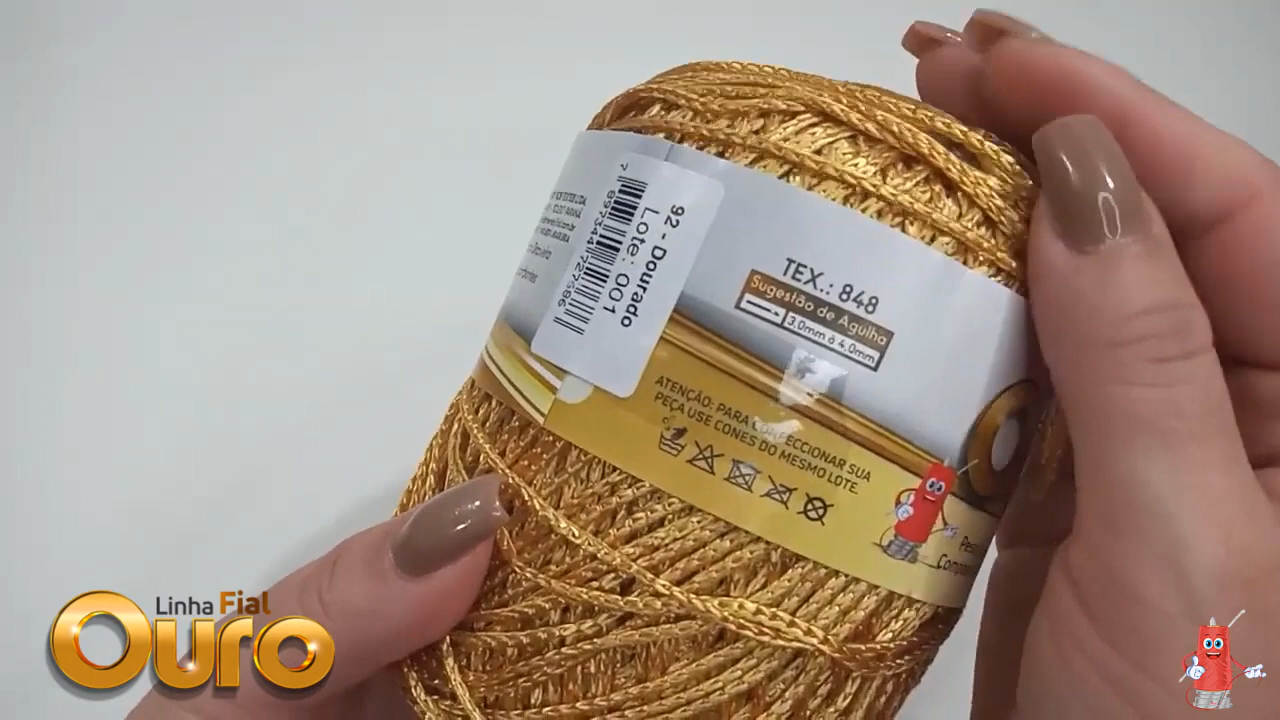 92 - Dourado
Lote: 001
TEX.: 848
Sugestão de Agulha
3,0mm à 4,0mm
ATENÇÃO: PARA CONFECCIONAR SUA
PEÇA USE CONES DO MESMO LOTE.
Linha Fial
Ouro